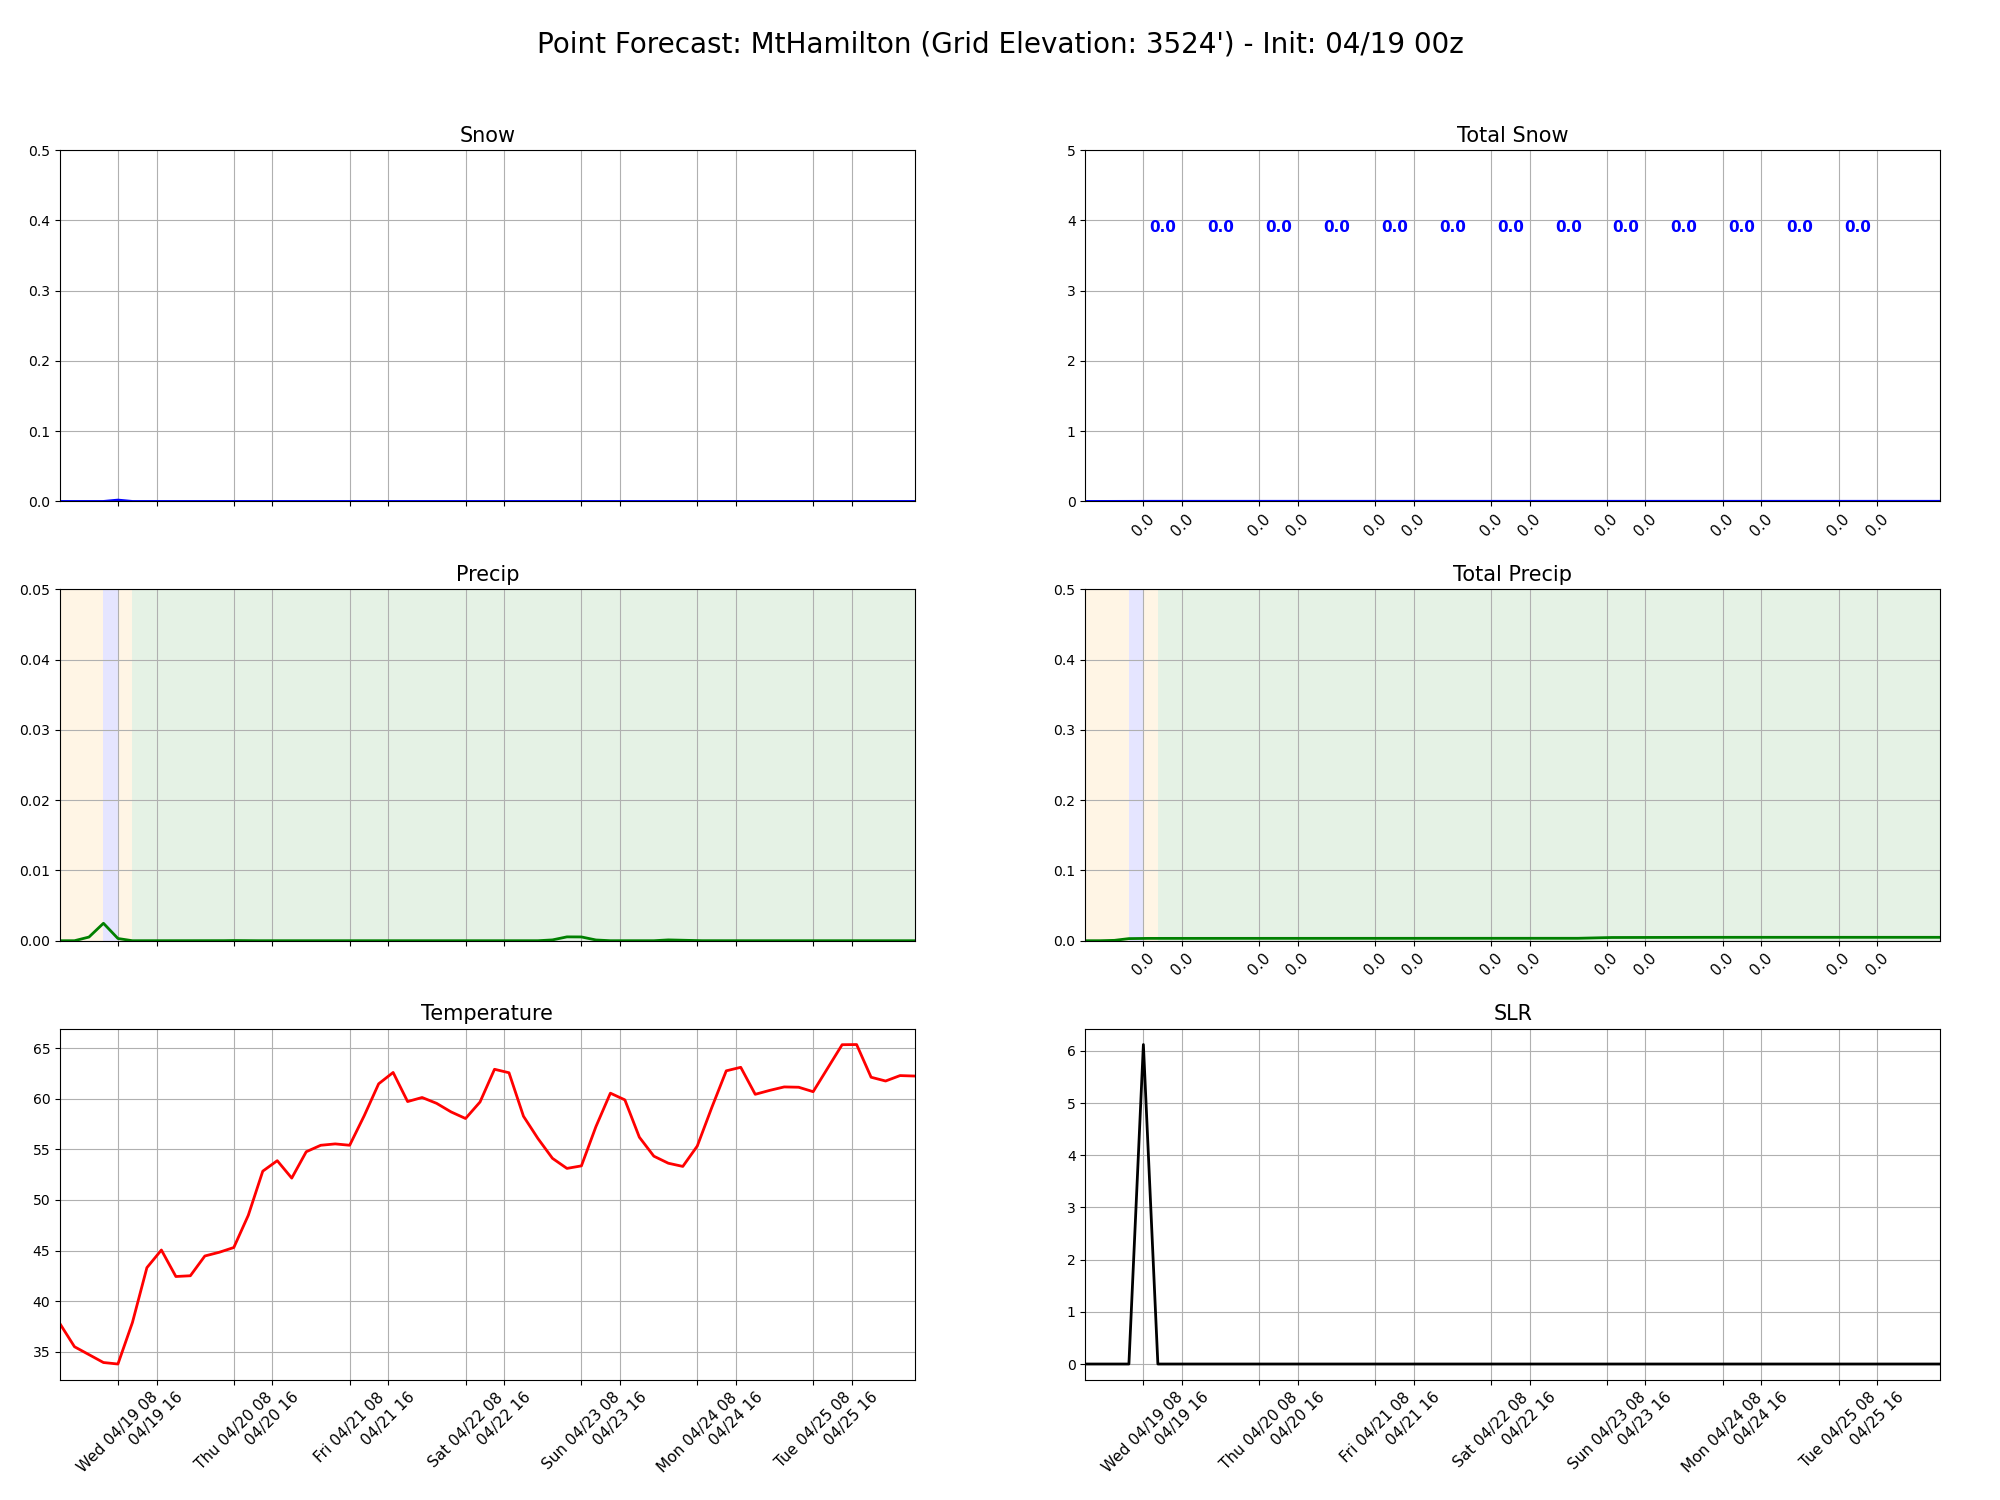 Point Forecast: MtHamilton (Grid Elevation: 3524') - Init: 04/19 00z
Snow
0.5
0.4
0.3
0.2
0.1
0.0
Total Snow
5
4
3
2
1
0
0.0 0.0 0.0 0.0 0.0 0.0 0.0 0.0 0.0 0.0 0.0 0.0 0.0
0.0 0.0 0.0 0.0 0.0 0.0 0.0 0.0 0.0 0.0 0.0 0.0 0.0 0.0
Precip
0.05
0.04
0.03
0.02
0.01
0.00
Total Precip
0.5
0.4
0.3
0.2
0.1
0.0
0.0 0.0 0.0 0.0 0.0 0.0 0.0 0.0 0.0 0.0 0.0 0.0 0.0 0.0
Temperature
65
60
55
50
45
40
35
Wed 04/19 08
04/19 16
Thu 04/20 08
04/20 16
Fri 04/21 08
04/21 16
Sat 04/22 08
04/22 16
Sun 04/23 08
04/23 16
Mon 04/24 08
04/24 16
Tue 04/25 08
04/25 16
SLR
6
5
4
3
2
1
0
Wed 04/19 08
04/19 16
Thu 04/20 08
04/20 16
Fri 04/21 08
04/21 16
Sat 04/22 08
04/22 16
Sun 04/23 08
04/23 16
Mon 04/24 08
04/24 16
Tue 04/25 08
04/25 16